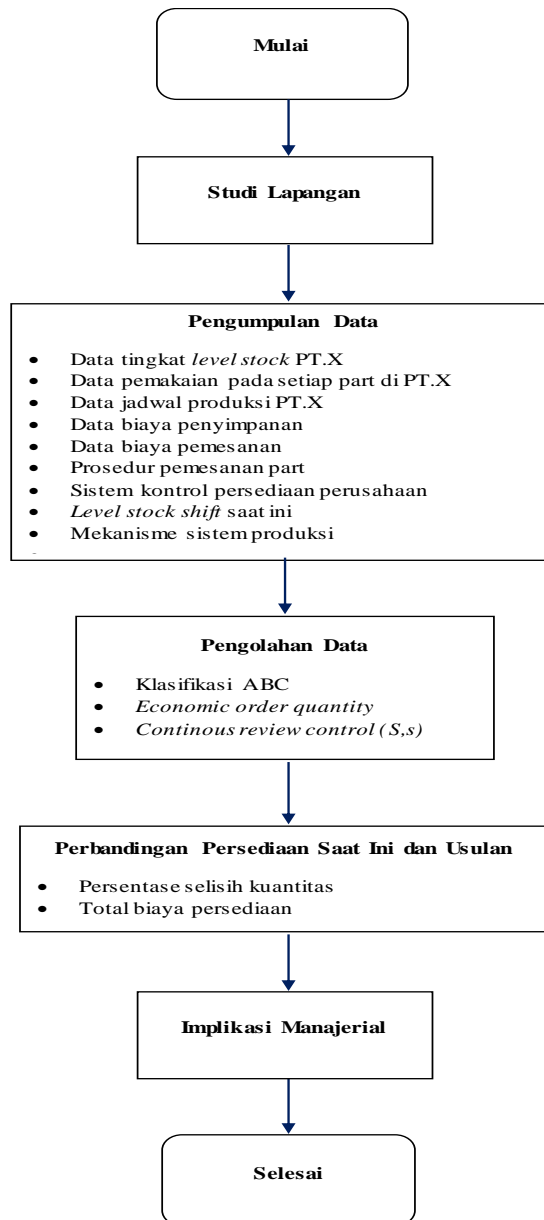 Mulai
Studi Lapangan
Pengumpulan Data
• Data tingkat level stock PT.X
• Data pemakaian pada setiap part di PT.X
• Data jadwal produksi PT.X
• Data biaya penyimpanan
• Data biaya pemesanan
• Prosedur pemesanan part
• Sistem kontrol persediaan perusahaan
• Level stock shift saat ini
• Mekanisme sistem produksi
Pengolahan Data
• Klasifikasi ABC
• Economic order quantity
• Continous review control (S,s)
Perbandingan Persediaan Saat Ini dan Usulan
• Persentase selisih kuantitas
• Total biaya persediaan
Implikasi Manajerial
Selesai